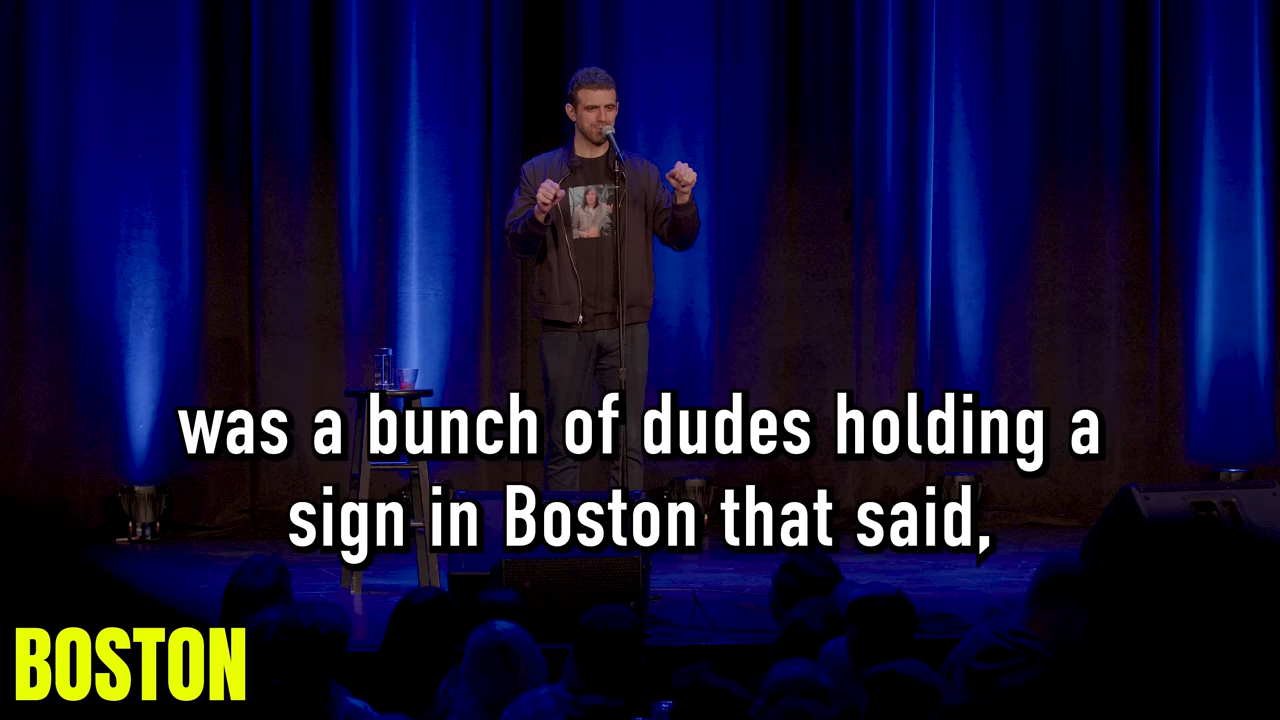 was a bunch of dudes holding a
sign in Boston that said,
BOSTON